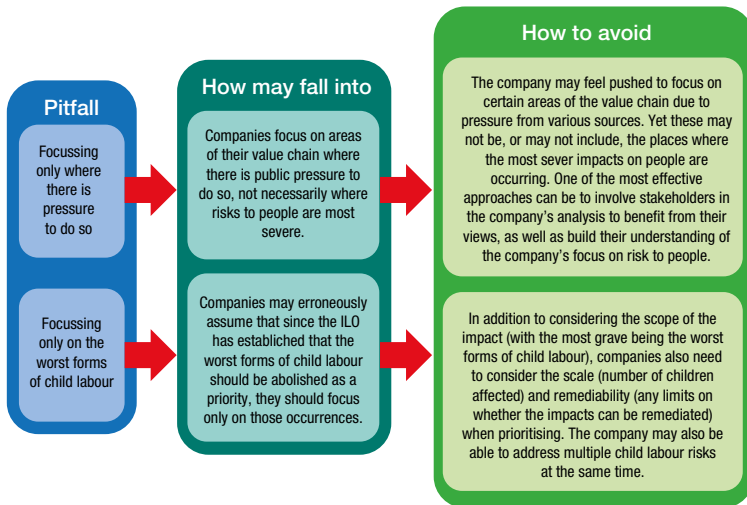 Pitfall
Focussing
only where
there is
pressure
to do so
Focussing
only on the
worst forms
of child labour
How may fall into
Companies focus on areas
of their value chain where
there is public pressure to
do so, not necessarily where
risks to people are most
severe.
Companies may erroneously
assume that since the ILO
has establiched that the
worst forms of child labour
should be abolished as a
priority, they should focus
only on those occurrences.
How to avoid
The company may feel pushed to focus on
certain areas of the value chain due to
pressure from various sources. Yet these may
not be, or may not include, the places where
the most sever impacts on people are
occurring. One of the most effective
approaches can be to involve stakeholders in
the company’s analysis to benefit from their
views, as well as build their understanding of
the company’s focus on risk to people.
In addition to considering the scope of the
impact (with the most grave being the worst
forms of child labour), companies also need
to consider the scale (number of children
affected) and remediability (any limits on
whether the impacts can be remediated)
when prioritising. The company may also be
able to address multiple child labour risks
at the same time.